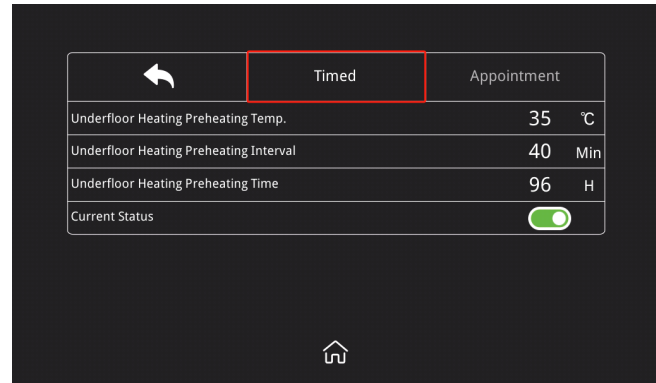 Timed Appointment
Underfloor Heating Preheating Temp. 35 ℃
Underfloor Heating Preheating Interval 40 Min
Underfloor Heating Preheating Time 96 H
Current Status